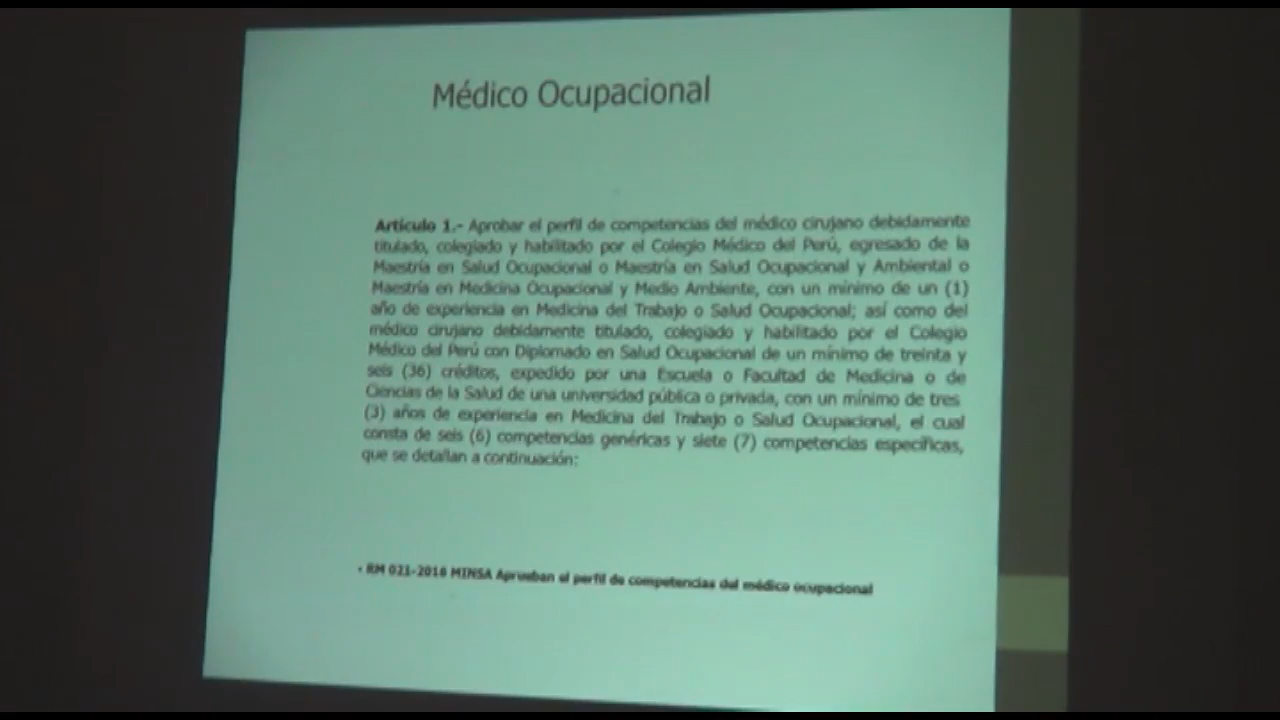 Médico Ocupacional
Artículo 1.- Aprobar el perfil de competencias del médico cirujano debidamente
titulado, colegiado y habilitado por el Colegio Médico del Perú, egresado de la
Maestría en Salud Ocupacional o Maestría en Salud Ocupacional y Ambiental o
Maestría en Medicina Ocupacional y Medio Ambiente, con un mínimo de un (1)
año de experiencia en Medicina del Trabajo o Salud Ocupacional; así como del
médico cirujano debidamente titulado, colegiado y habilitado por el Colegio
Médico del Perú con Diplomado en Salud Ocupacional de un mínimo de treinta y
seis (36) créditos, expedido por una Escuela o Facultad de Medicina o de
Ciencias de la Salud de una universidad pública o privada, con un mínimo de tres
(3) años de experiencia en Medicina del Trabajo o Salud Ocupacional, el cual
consta de seis (6) competencias genéricas y siete (7) competencias específicas,
que se detallan a continuación:
• RM 021-2016 MINSA Aprueban el perfil de competencias del médico ocupacional